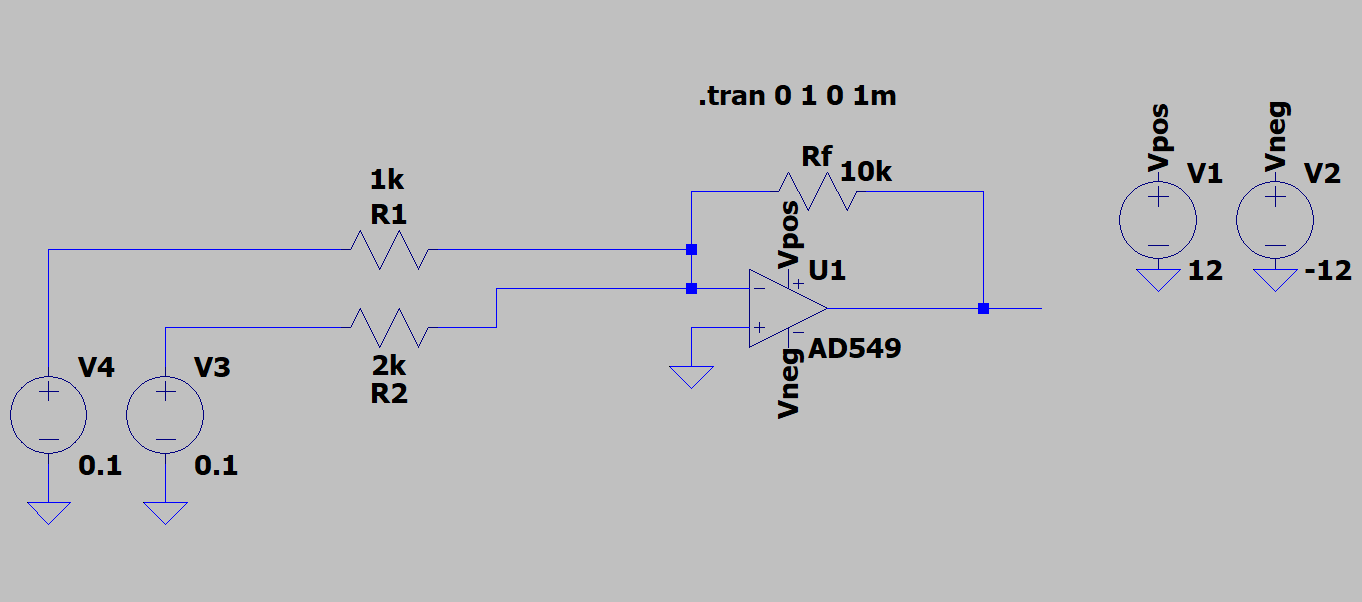 .tran 0 1 0 1m
Vpos
Vneg
Rf
10k
1k
V1
V2
R1
Vpos
U1
12
-12
V4
V3
2k
AD549
R2
Vneg
0.1
0.1